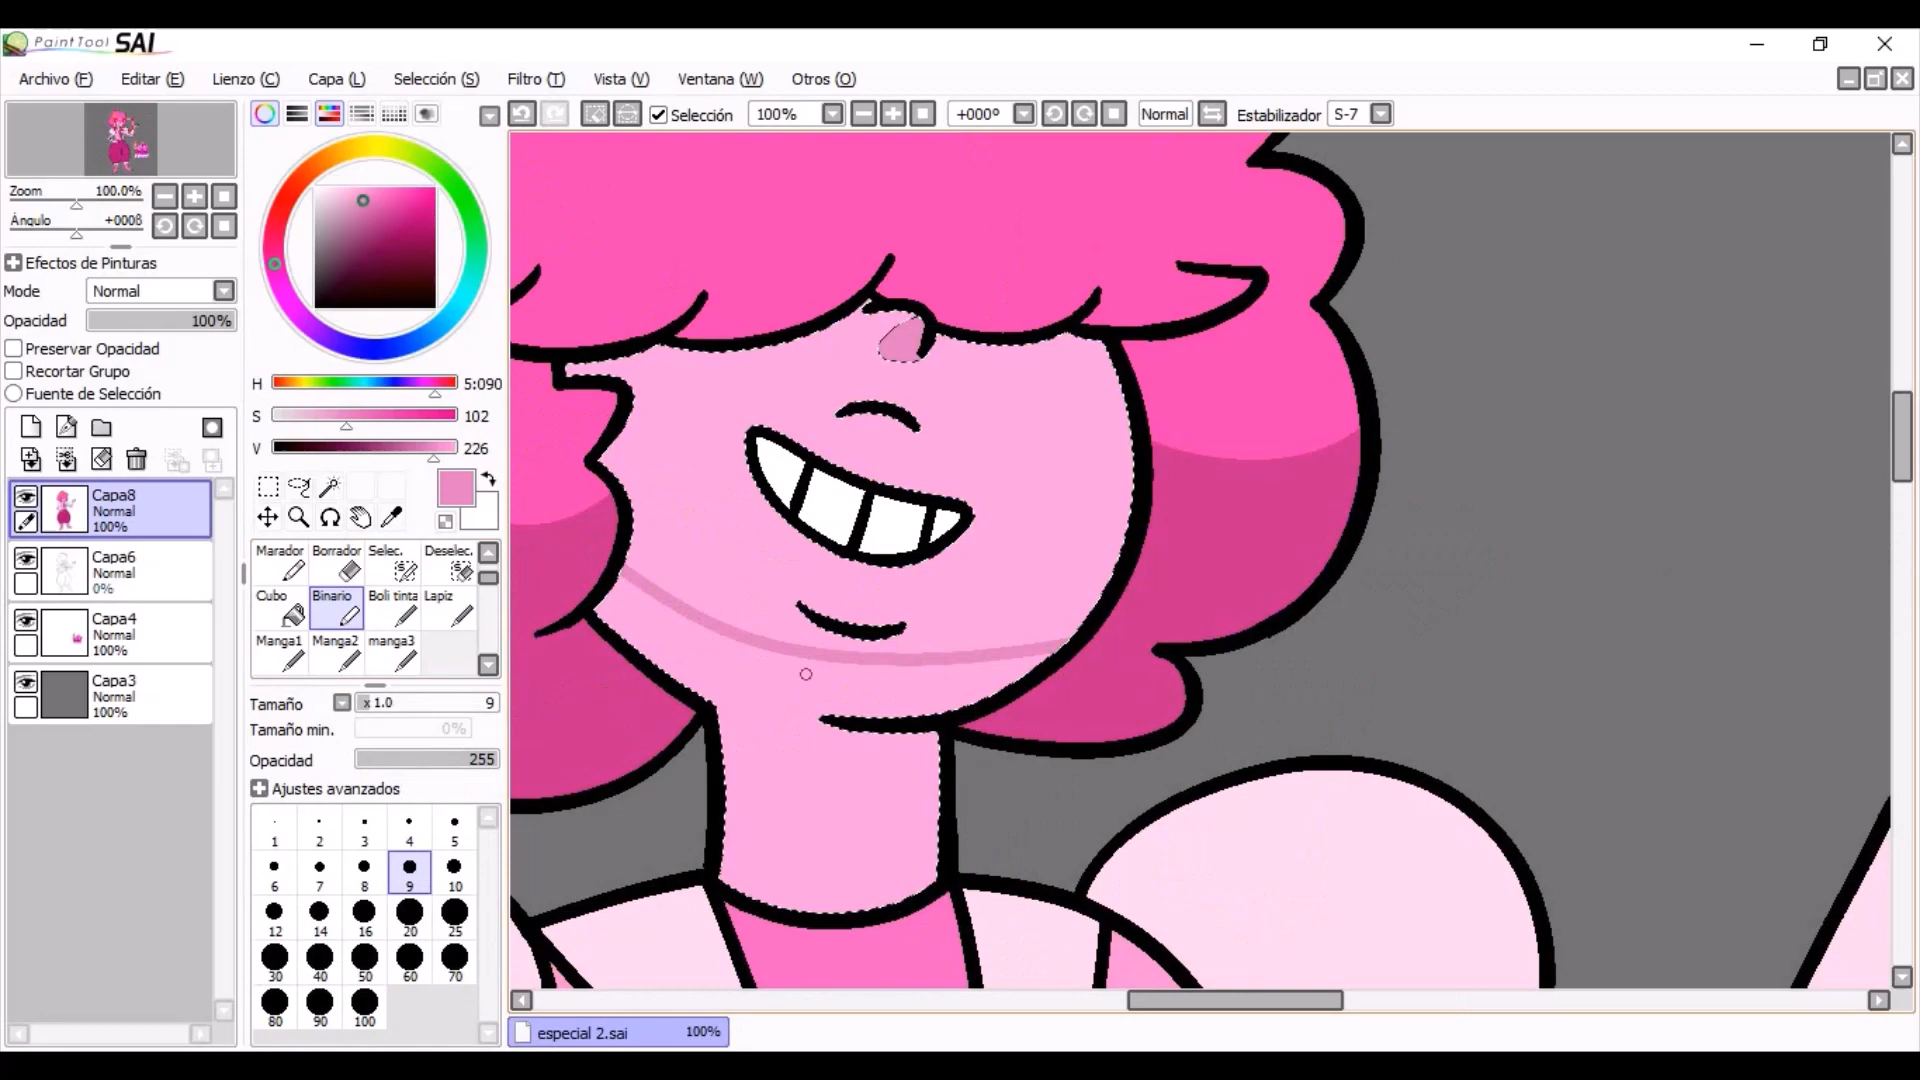 PaintTool SAI
Archivo (F) Editar (E) Lienzo (C) Capa (L) Selección (S) Filtro (T) Vista (V) Ventana (W) Otros (O)
Selección 100% +000º Normal Estabilizador S-7
Zoom 100.0%
Ángulo +000ß
Efectos de Pinturas
Mode Normal
Opacidad 100%
Preservar Opacidad
Recortar Grupo
Fuente de Selección
Capa8
Normal
100%
Capa6
Normal
0%
Capa4
Normal
100%
Capa3
Normal
100%
H 5:090
S 102
V 226
Marador Borrador Selec. Deselec.
Cubo Binario Boli tinta Lapiz
Manga1 Manga2 manga3
Tamaño x 1.0 9
Tamaño min. 0%
Opacidad 255
Ajustes avanzados
1 2 3 4 5
6 7 8 9 10
12 14 16 20 25
30 40 50 60 70
80 90 100
especial 2.sai 100%